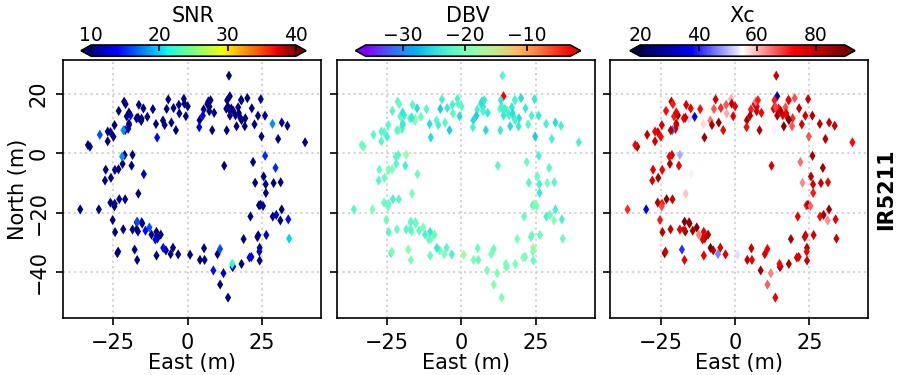 SNR DBV Xc
10 20 30 40 −30 −20 −10 20 40 60 80
North (m)
20
0
−20
−40
−25 0 25 −25 0 25 −25 0 25
East (m) East (m) East (m)
IR5211